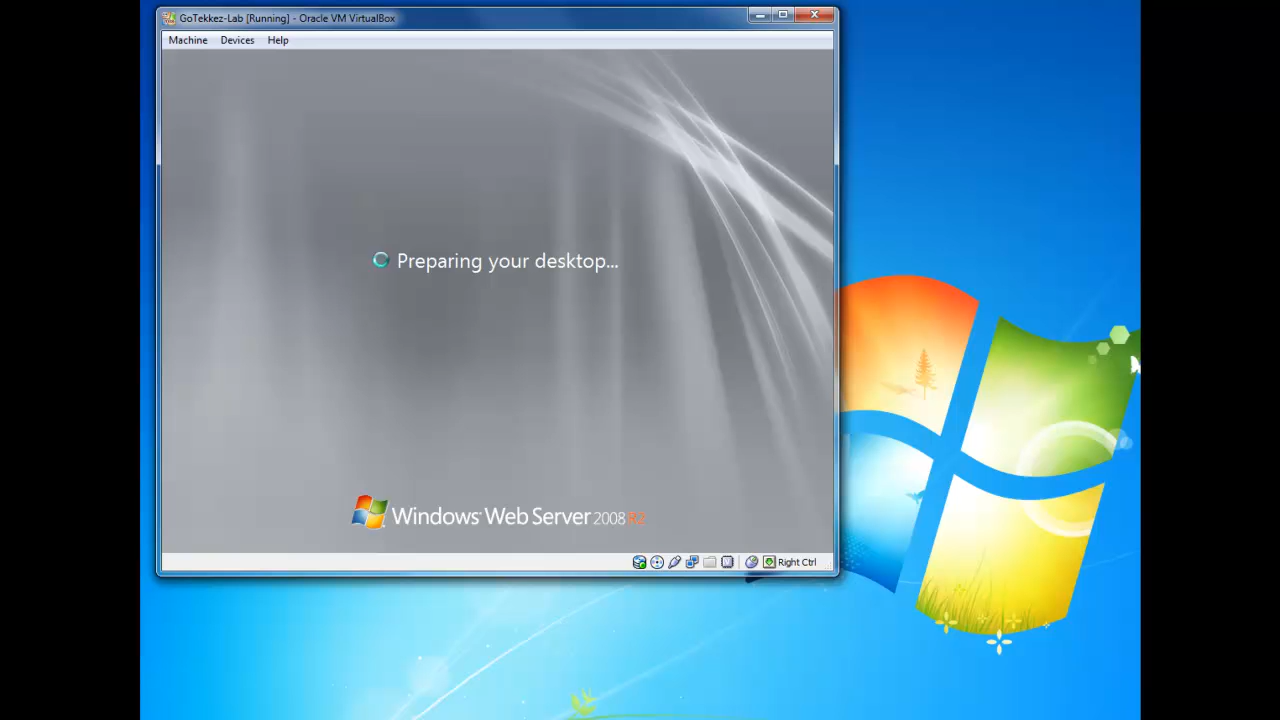 GoTekkez-Lab [Running] - Oracle VM VirtualBox
Machine Devices Help
Preparing your desktop...
Windows Web Server 2008 R2
Right Ctrl